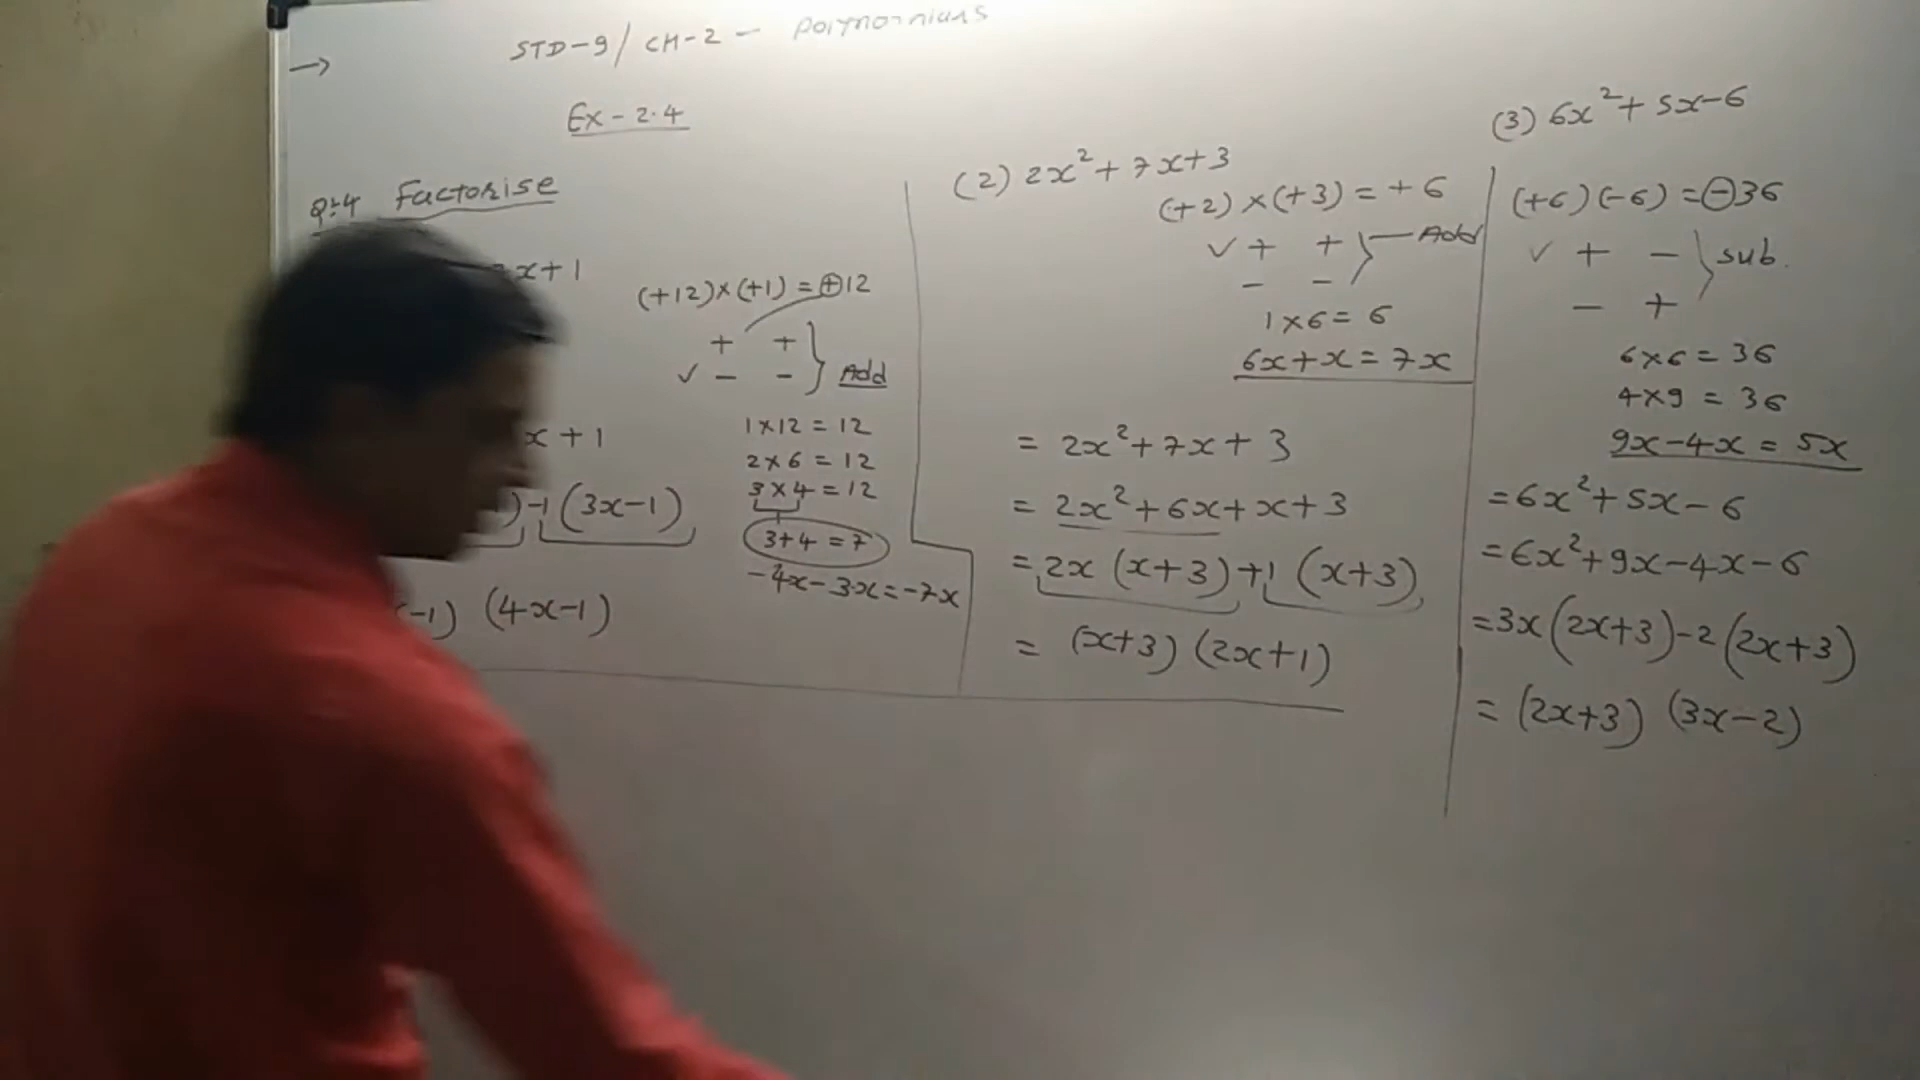 → STD-9/ CH-2 - Polynomials
Ex - 2.4
Q:4 Factorise
x+1
(+12)×(+1) = ⊕12
+ +
✓ - - } Add
1×12 = 12
2×6 = 12
3×4 = 12
3+4 = 7
-4x-3x=-7x
x+1
) -1 (3x-1)
-1) (4x-1)
(2) 2x²+7x+3
(+2)×(+3) = +6
✓ + + } Add
- -
1×6 = 6
6x+x = 7x
= 2x²+7x+3
= 2x²+6x+x+3
= 2x (x+3) +1 (x+3)
= (x+3) (2x+1)
(3) 6x²+5x-6
(+6)(-6) = ⊖36
✓ + - } Sub.
- +
6×6 = 36
4×9 = 36
9x-4x = 5x
= 6x²+5x-6
= 6x²+9x-4x-6
= 3x(2x+3)-2(2x+3)
= (2x+3) (3x-2)